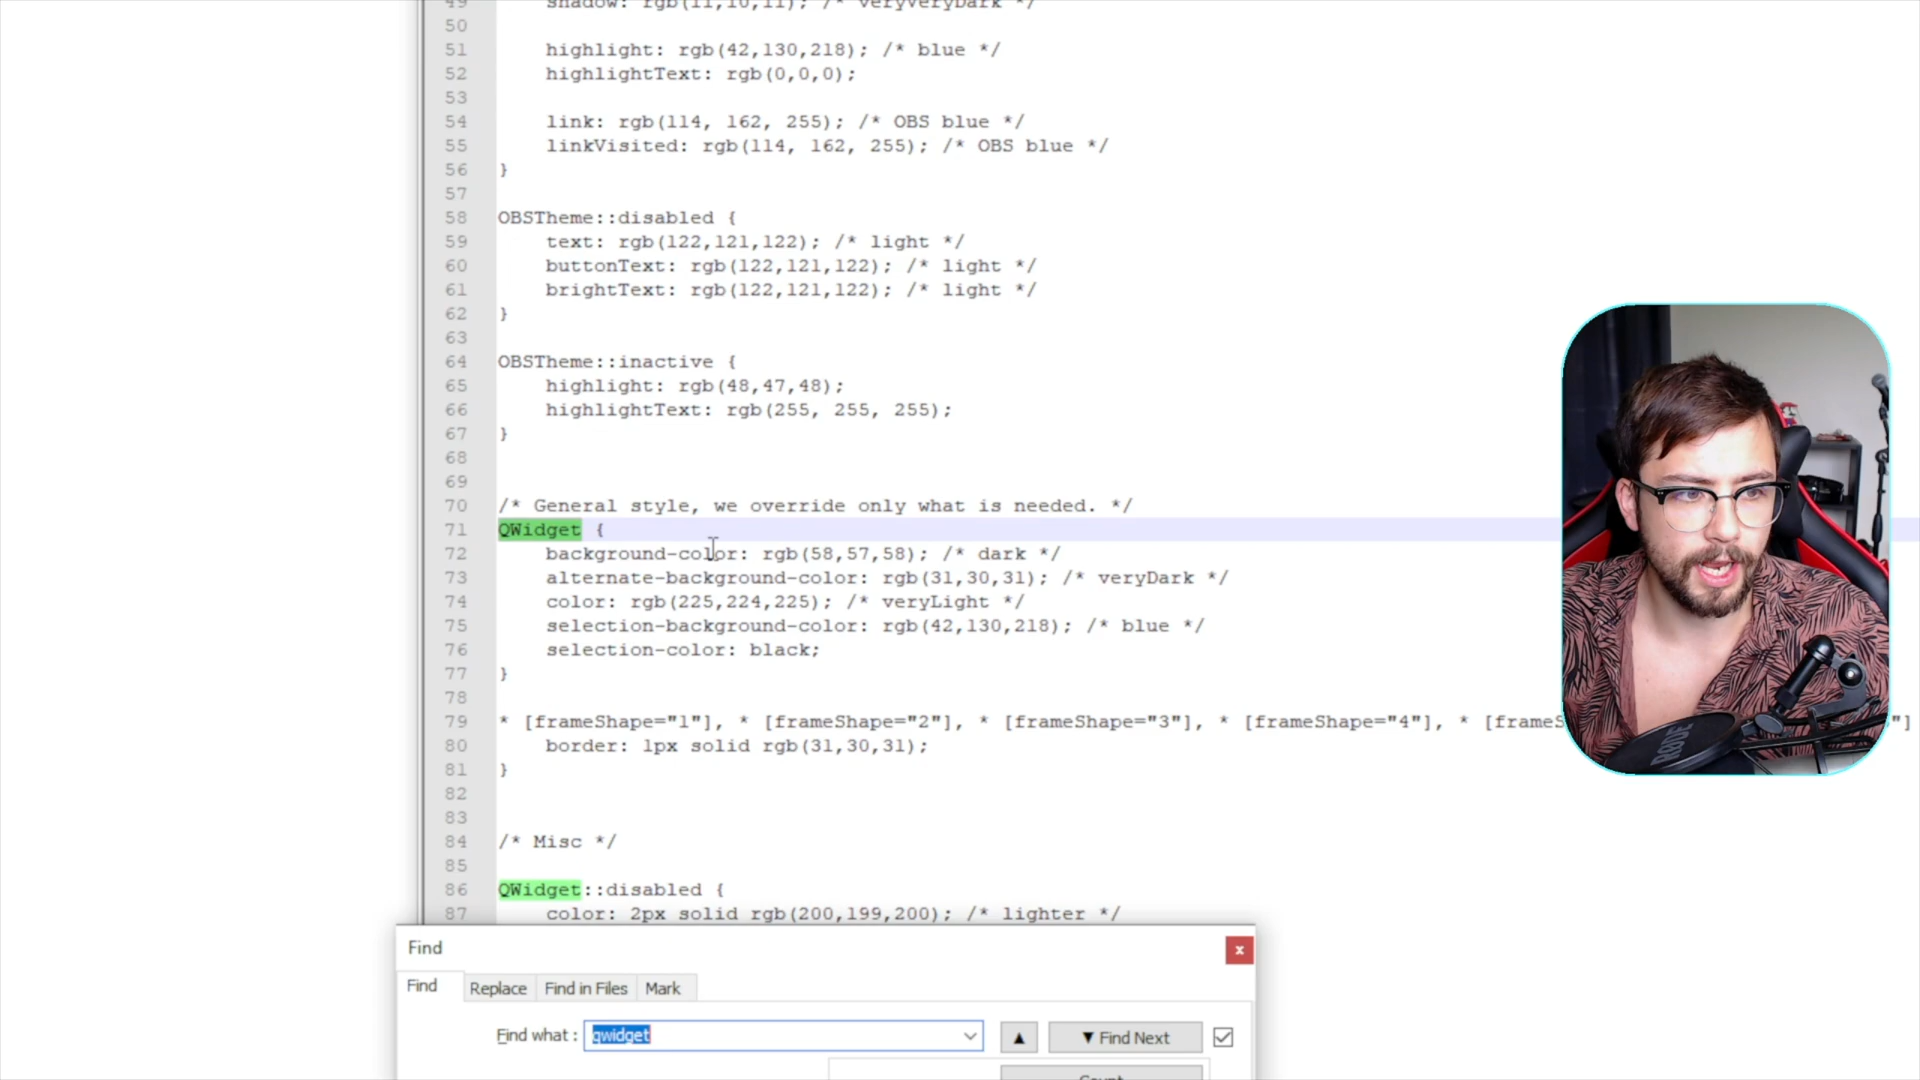 49 shadow: rgb(11,10,11); /* veryVeryDark */
50
51 highlight: rgb(42,130,218); /* blue */
52 highlightText: rgb(0,0,0);
53
54 link: rgb(114, 162, 255); /* OBS blue */
55 linkVisited: rgb(114, 162, 255); /* OBS blue */
56 }
57
58 OBSTheme::disabled {
59 text: rgb(122,121,122); /* light */
60 buttonText: rgb(122,121,122); /* light */
61 brightText: rgb(122,121,122); /* light */
62 }
63
64 OBSTheme::inactive {
65 highlight: rgb(48,47,48);
66 highlightText: rgb(255, 255, 255);
67 }
68
69
70 /* General style, we override only what is needed. */
71 QWidget {
72 background-color: rgb(58,57,58); /* dark */
73 alternate-background-color: rgb(31,30,31); /* veryDark */
74 color: rgb(225,224,225); /* veryLight */
75 selection-background-color: rgb(42,130,218); /* blue */
76 selection-color: black;
77 }
78
79 * [frameShape="1"], * [frameShape="2"], * [frameShape="3"], * [frameShape="4"], * [frameS "]
80 border: 1px solid rgb(31,30,31);
81 }
82
83
84 /* Misc */
85
86 QWidget::disabled {
87 color: 2px solid rgb(200,199,200); /* lighter */
Find x
Find Replace Find in Files Mark
Find what : qwidget ▲ ▼ Find Next
RØDE